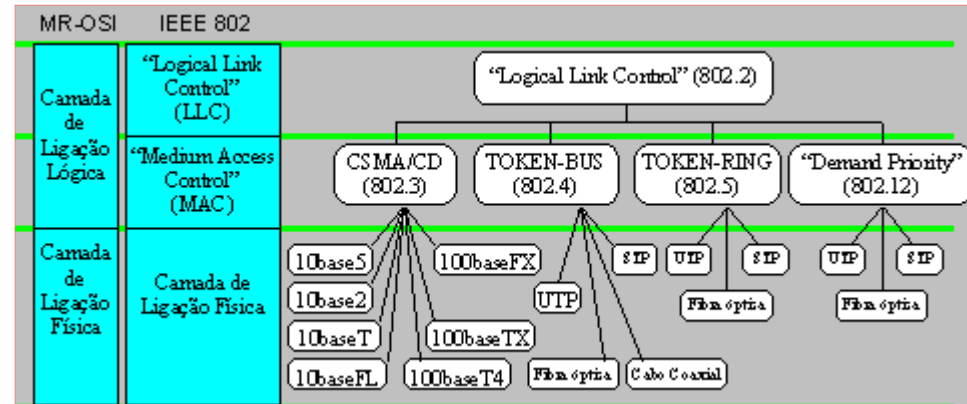 MR-OSI IEEE 802
Camada
de
Ligação
Lógica
“Logical Link
Control”
(LLC)
“Logical Link Control” (802.2)
“Medium Access
Control”
(MAC)
CSMA/CD
(802.3)
TOKEN-BUS
(802.4)
TOKEN-RING
(802.5)
“Demand Priority”
(802.12)
Camada
de
Ligação
Física
Camada de
Ligação Física
10base5
100baseFX
10base2
10baseT
100baseTX
10baseFL
100baseT4
UTP
STP
Fibra óptica
Cabo Coaxial
UTP
STP
Fibra óptica
UTP
STP
Fibra óptica